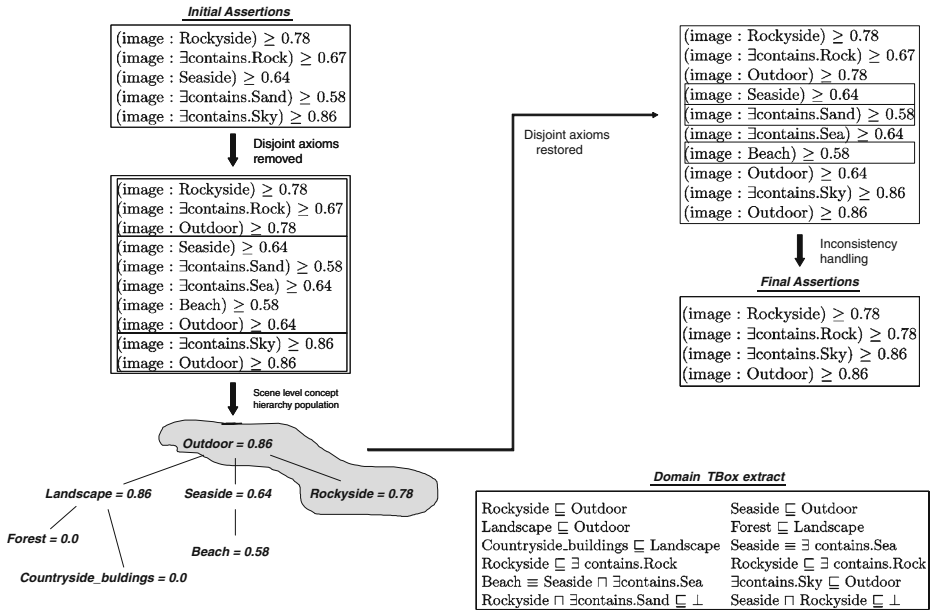 Initial Assertions
(image : Rockyside) ≥ 0.78
(image : ∃contains.Rock) ≥ 0.67
(image : Seaside) ≥ 0.64
(image : ∃contains.Sand) ≥ 0.58
(image : ∃contains.Sky) ≥ 0.86
Disjoint axioms
removed
(image : Rockyside) ≥ 0.78
(image : ∃contains.Rock) ≥ 0.67
(image : Outdoor) ≥ 0.78
(image : Seaside) ≥ 0.64
(image : ∃contains.Sand) ≥ 0.58
(image : ∃contains.Sea) ≥ 0.64
(image : Beach) ≥ 0.58
(image : Outdoor) ≥ 0.64
(image : ∃contains.Sky) ≥ 0.86
(image : Outdoor) ≥ 0.86
Scene level concept
hierarchy population
Outdoor = 0.86
Landscape = 0.86
Seaside = 0.64
Rockyside = 0.78
Forest = 0.0
Beach = 0.58
Countryside_buldings = 0.0
Disjoint axioms
restored
(image : Rockyside) ≥ 0.78
(image : ∃contains.Rock) ≥ 0.67
(image : Outdoor) ≥ 0.78
(image : Seaside) ≥ 0.64
(image : ∃contains.Sand) ≥ 0.58
(image : ∃contains.Sea) ≥ 0.64
(image : Beach) ≥ 0.58
(image : Outdoor) ≥ 0.64
(image : ∃contains.Sky) ≥ 0.86
(image : Outdoor) ≥ 0.86
Inconsistency
handling
Final Assertions
(image : Rockyside) ≥ 0.78
(image : ∃contains.Rock) ≥ 0.78
(image : ∃contains.Sky) ≥ 0.86
(image : Outdoor) ≥ 0.86
Domain TBox extract
Rockyside ⊑ Outdoor Seaside ⊑ Outdoor
Landscape ⊑ Outdoor Forest ⊑ Landscape
Countryside_buildings ⊑ Landscape Seaside ≡ ∃ contains.Sea
Rockyside ⊑ ∃ contains.Rock Rockyside ⊑ ∃ contains.Rock
Beach ≡ Seaside ⊓ ∃contains.Sea ∃contains.Sky ⊑ Outdoor
Rockyside ⊓ ∃contains.Sand ⊑ ⊥ Seaside ⊓ Rockyside ⊑ ⊥